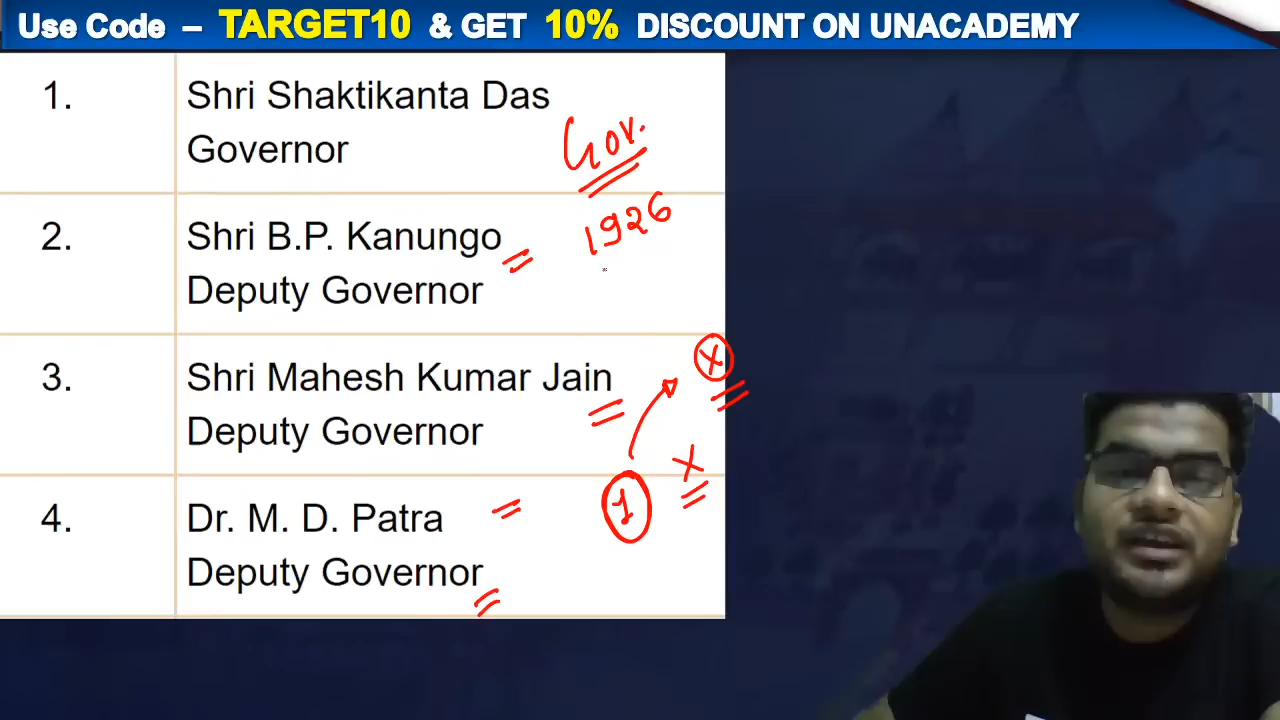 Use Code – TARGET10 & GET 10% DISCOUNT ON UNACADEMY
1. Shri Shaktikanta Das
Governor
Gov.
2. Shri B.P. Kanungo
1926
Deputy Governor
3. Shri Mahesh Kumar Jain
X
Deputy Governor
X
4. Dr. M. D. Patra
1
Deputy Governor